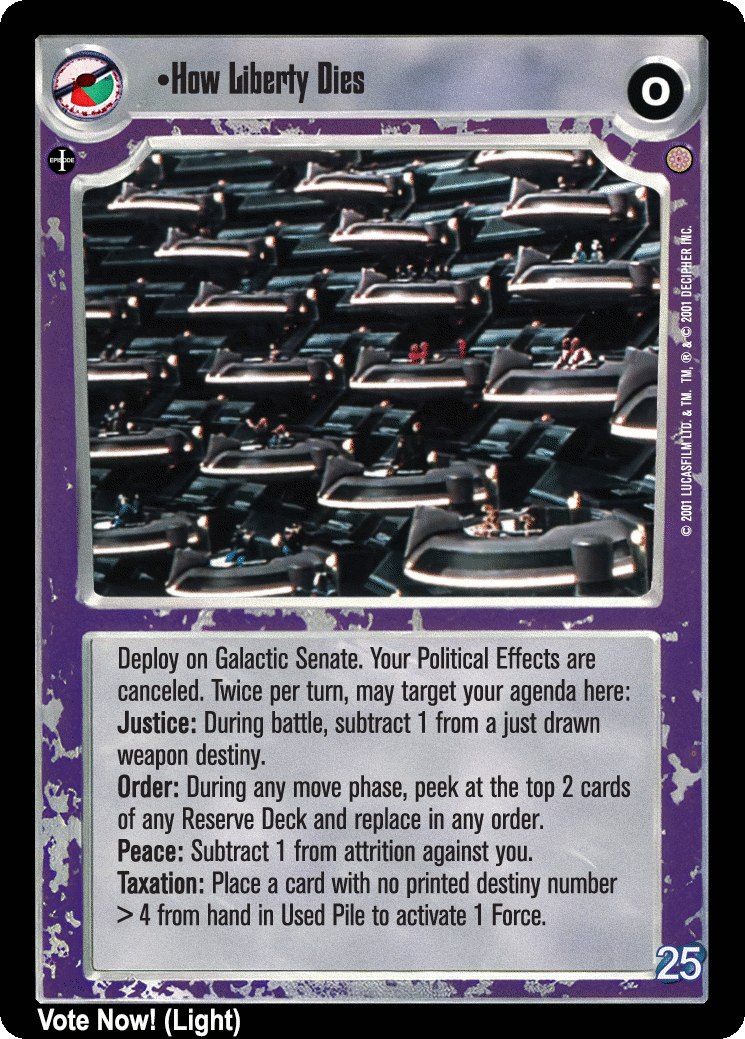 •How Liberty Dies
0
EPISODE I
© 2001 LUCASFILM LTD. & TM. TM, ® & © 2001 DECIPHER INC.
Deploy on Galactic Senate. Your Political Effects are
canceled. Twice per turn, may target your agenda here:
Justice: During battle, subtract 1 from a just drawn
weapon destiny.
Order: During any move phase, peek at the top 2 cards
of any Reserve Deck and replace in any order.
Peace: Subtract 1 from attrition against you.
Taxation: Place a card with no printed destiny number
> 4 from hand in Used Pile to activate 1 Force.
25
Vote Now! (Light)